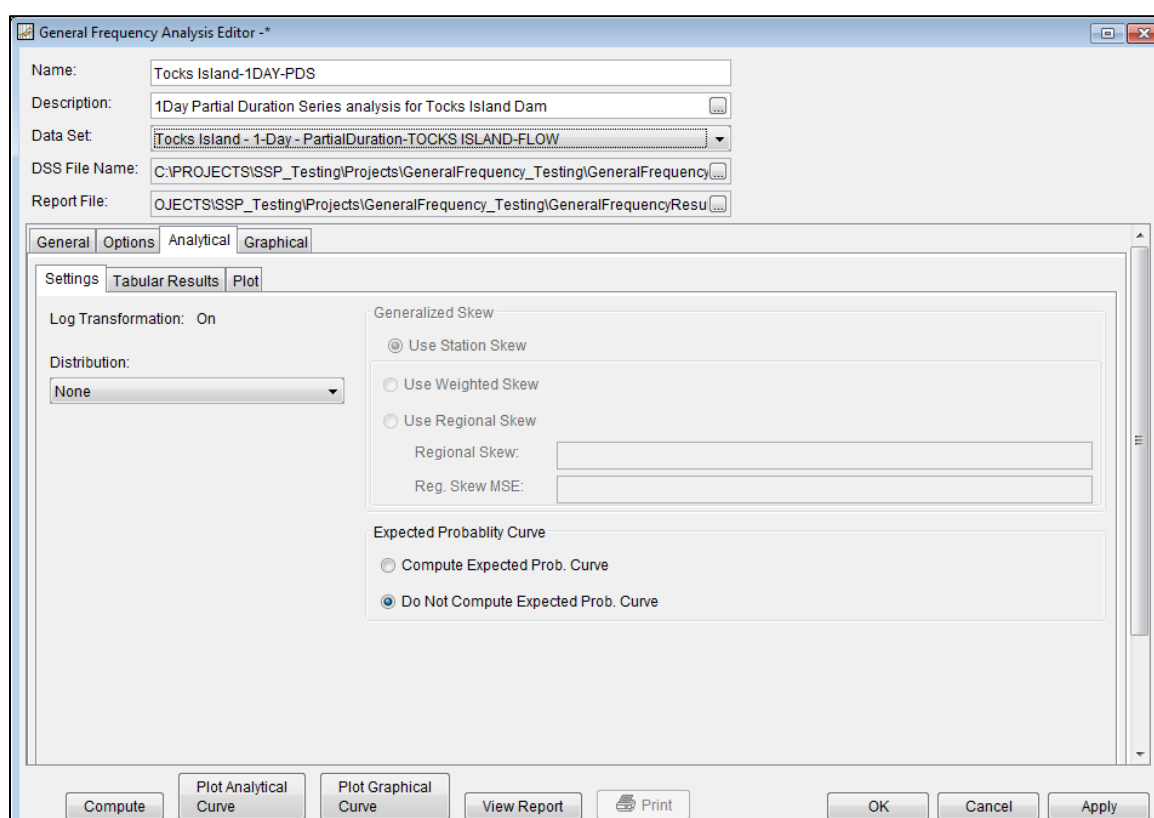 General Frequency Analysis Editor -*
Name: Tocks Island-1DAY-PDS
Description: 1Day Partial Duration Series analysis for Tocks Island Dam ...
Data Set: Tocks Island - 1-Day - PartialDuration-TOCKS ISLAND-FLOW
DSS File Name: C:\PROJECTS\SSP_Testing\Projects\GeneralFrequency_Testing\GeneralFrequency ...
Report File: OJECTS\SSP_Testing\Projects\GeneralFrequency_Testing\GeneralFrequencyResu ...
General Options Analytical Graphical
Settings Tabular Results Plot
Log Transformation: On
Distribution:
None
Generalized Skew
Use Station Skew
Use Weighted Skew
Use Regional Skew
Regional Skew:
Reg. Skew MSE:
Expected Probablity Curve
Compute Expected Prob. Curve
Do Not Compute Expected Prob. Curve
Compute
Plot Analytical
Curve
Plot Graphical
Curve
View Report
Print
OK
Cancel
Apply